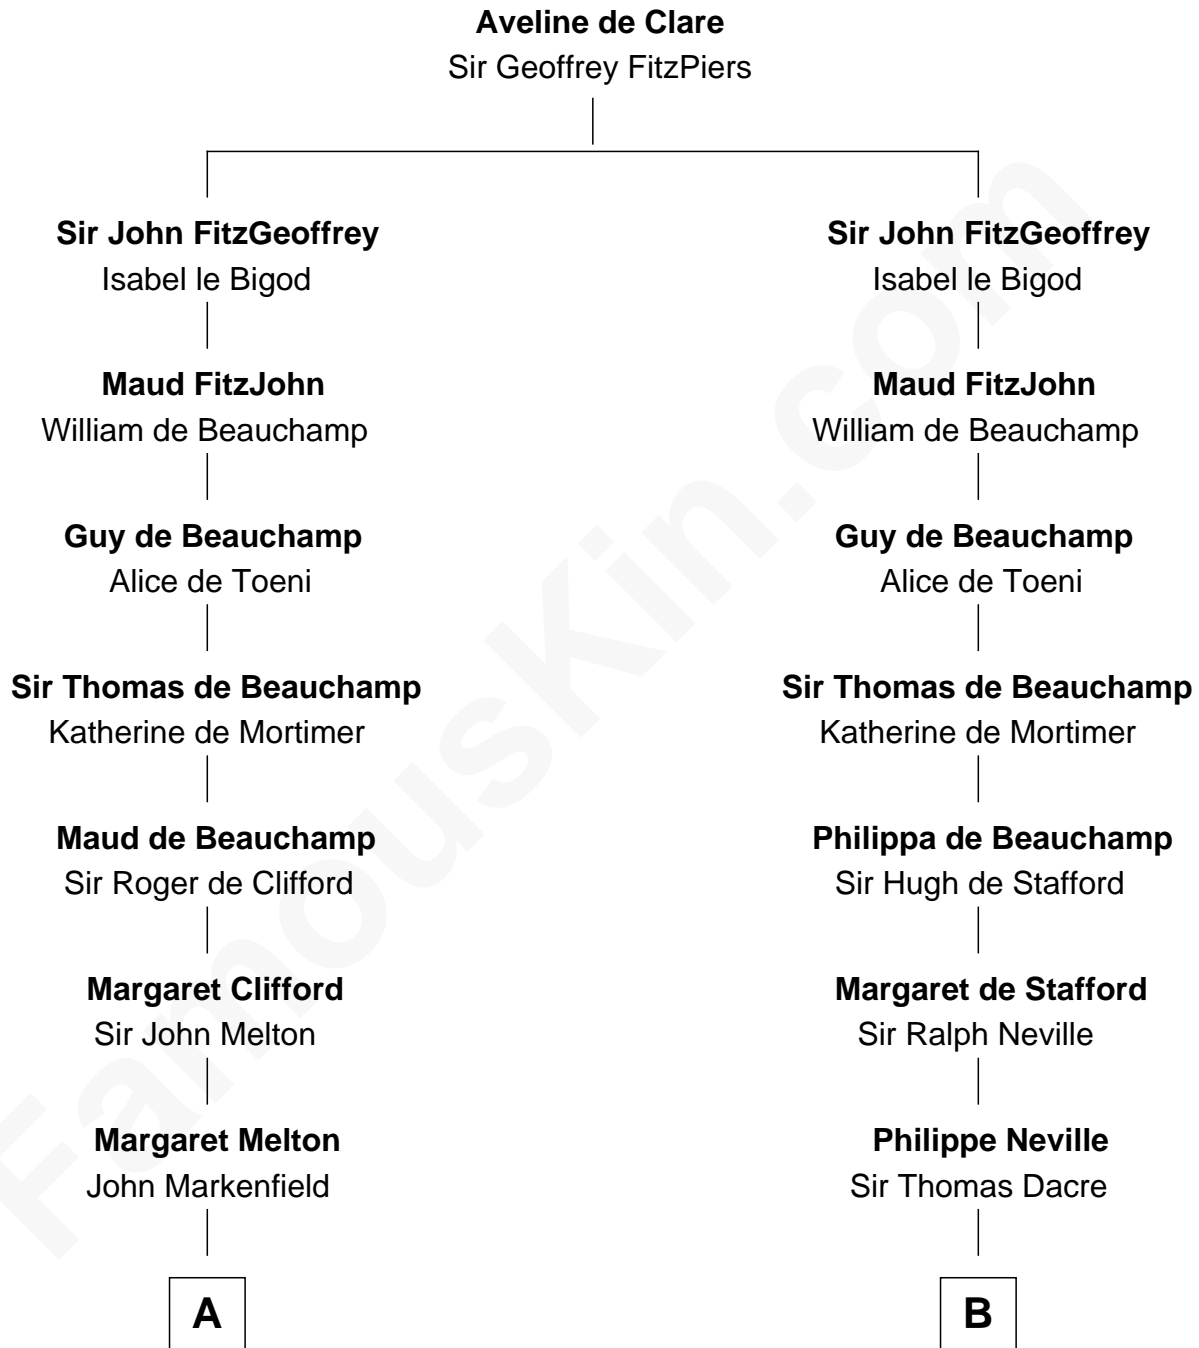 Aveline de Clare
Sir Geoffrey FitzPiers
Sir John FitzGeoffrey
Isabel le Bigod
Maud FitzJohn
William de Beauchamp
Guy de Beauchamp
Alice de Toeni
Sir Thomas de Beauchamp
Katherine de Mortimer
Maud de Beauchamp
Sir Roger de Clifford
Margaret Clifford
Sir John Melton
Margaret Melton
John Markenfield
A
Sir John FitzGeoffrey
Isabel le Bigod
Maud FitzJohn
William de Beauchamp
Guy de Beauchamp
Alice de Toeni
Sir Thomas de Beauchamp
Katherine de Mortimer
Philippa de Beauchamp
Sir Hugh de Stafford
Margaret de Stafford
Sir Ralph Neville
Philippe Neville
Sir Thomas Dacre
B
FamousKin.com